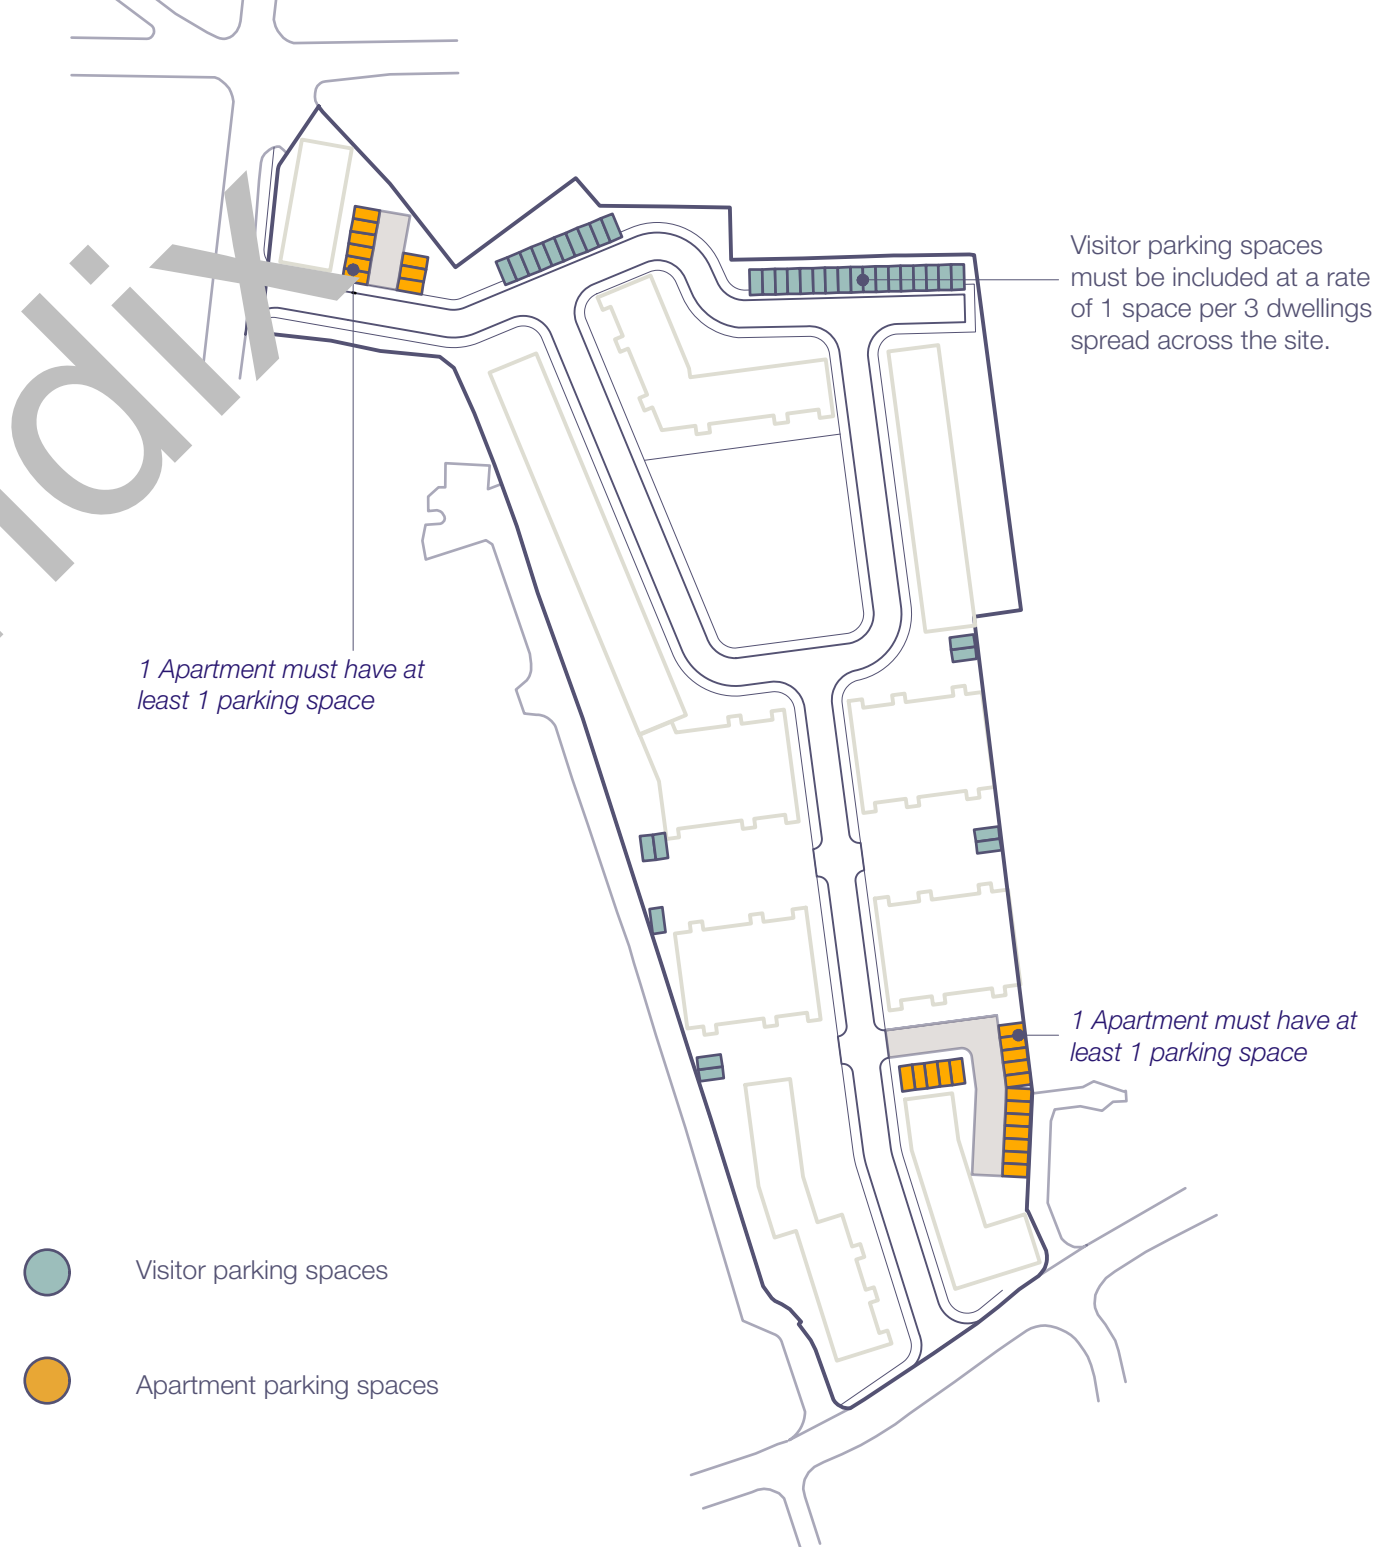 ndix
Visitor parking spaces
must be included at a rate
of 1 space per 3 dwellings
spread across the site.
1 Apartment must have at
least 1 parking space
1 Apartment must have at
least 1 parking space
Visitor parking spaces
Apartment parking spaces